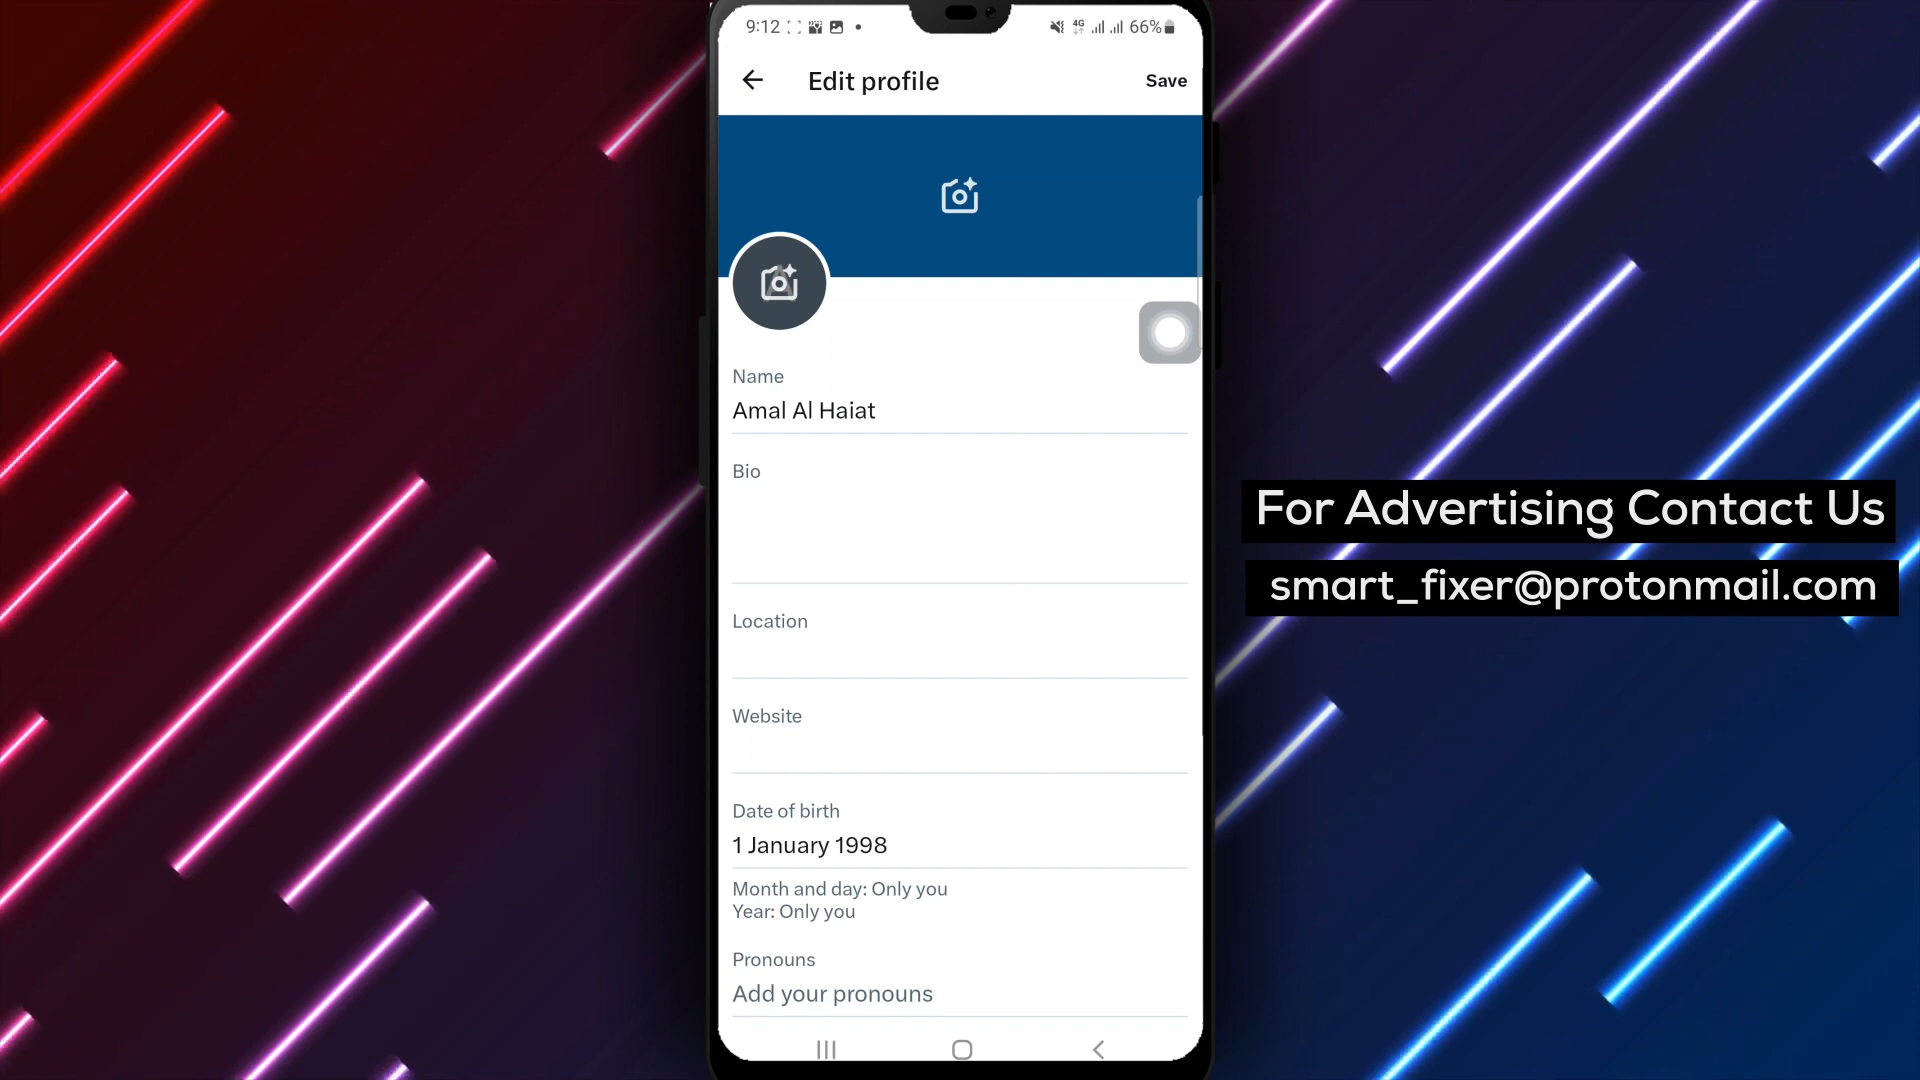 9:12
4G
66%
Edit profile
Save
Name
Amal Al Haiat
Bio
Location
Website
Date of birth
1 January 1998
Month and day: Only you
Year: Only you
Pronouns
Add your pronouns
For Advertising Contact Us
smart_fixer@protonmail.com